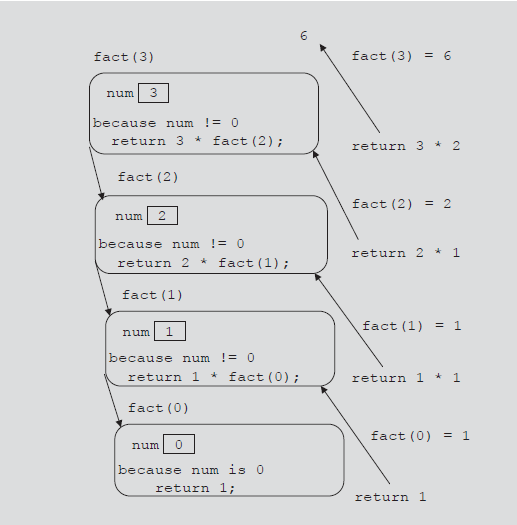 6
fact(3)
fact(3) = 6
num 3
because num != 0
return 3 * fact(2);
return 3 * 2
fact(2)
fact(2) = 2
num 2
because num != 0
return 2 * fact(1);
return 2 * 1
fact(1)
fact(1) = 1
num 1
because num != 0
return 1 * fact(0);
return 1 * 1
fact(0)
fact(0) = 1
num 0
because num is 0
return 1;
return 1